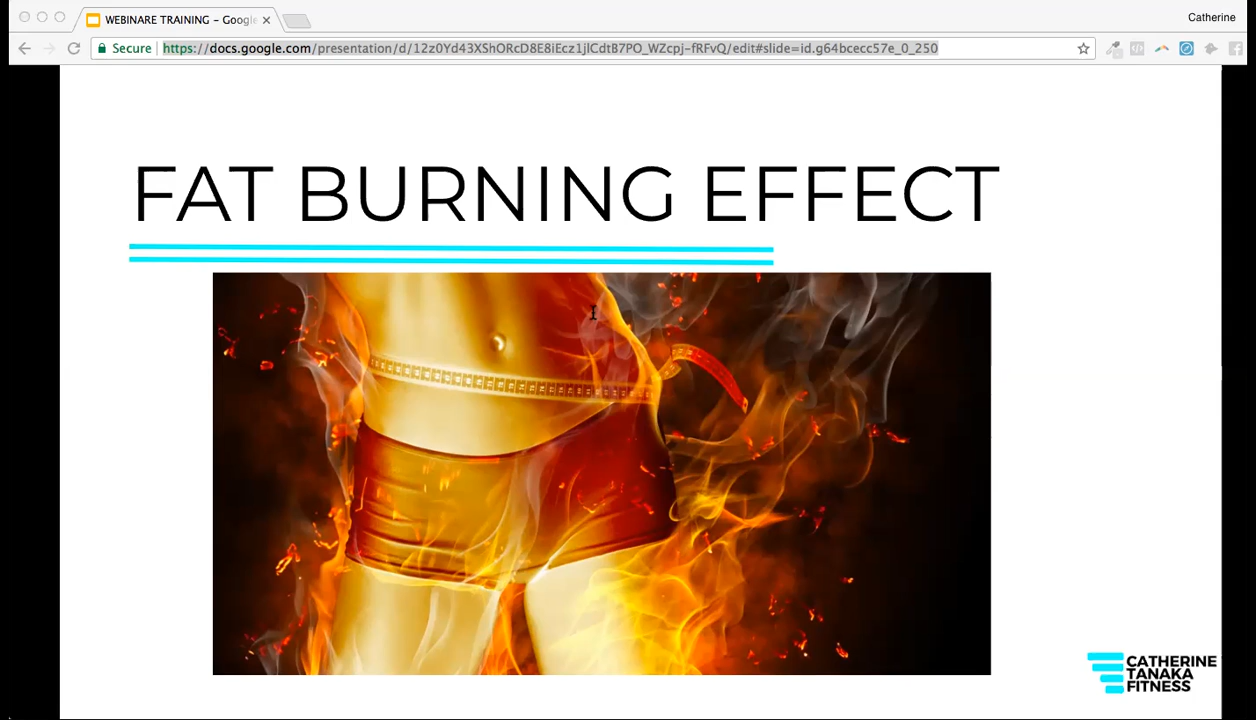 WEBINARE TRAINING - Google
Catherine
Secure
https://docs.google.com/presentation/d/12z0Yd43XShORcD8E8iEcz1jlCdtB7PO_WZcpj-fRFvQ/edit#slide=id.g64bcecc57e_0_250
FAT BURNING EFFECT
CATHERINE
TANAKA
FITNESS